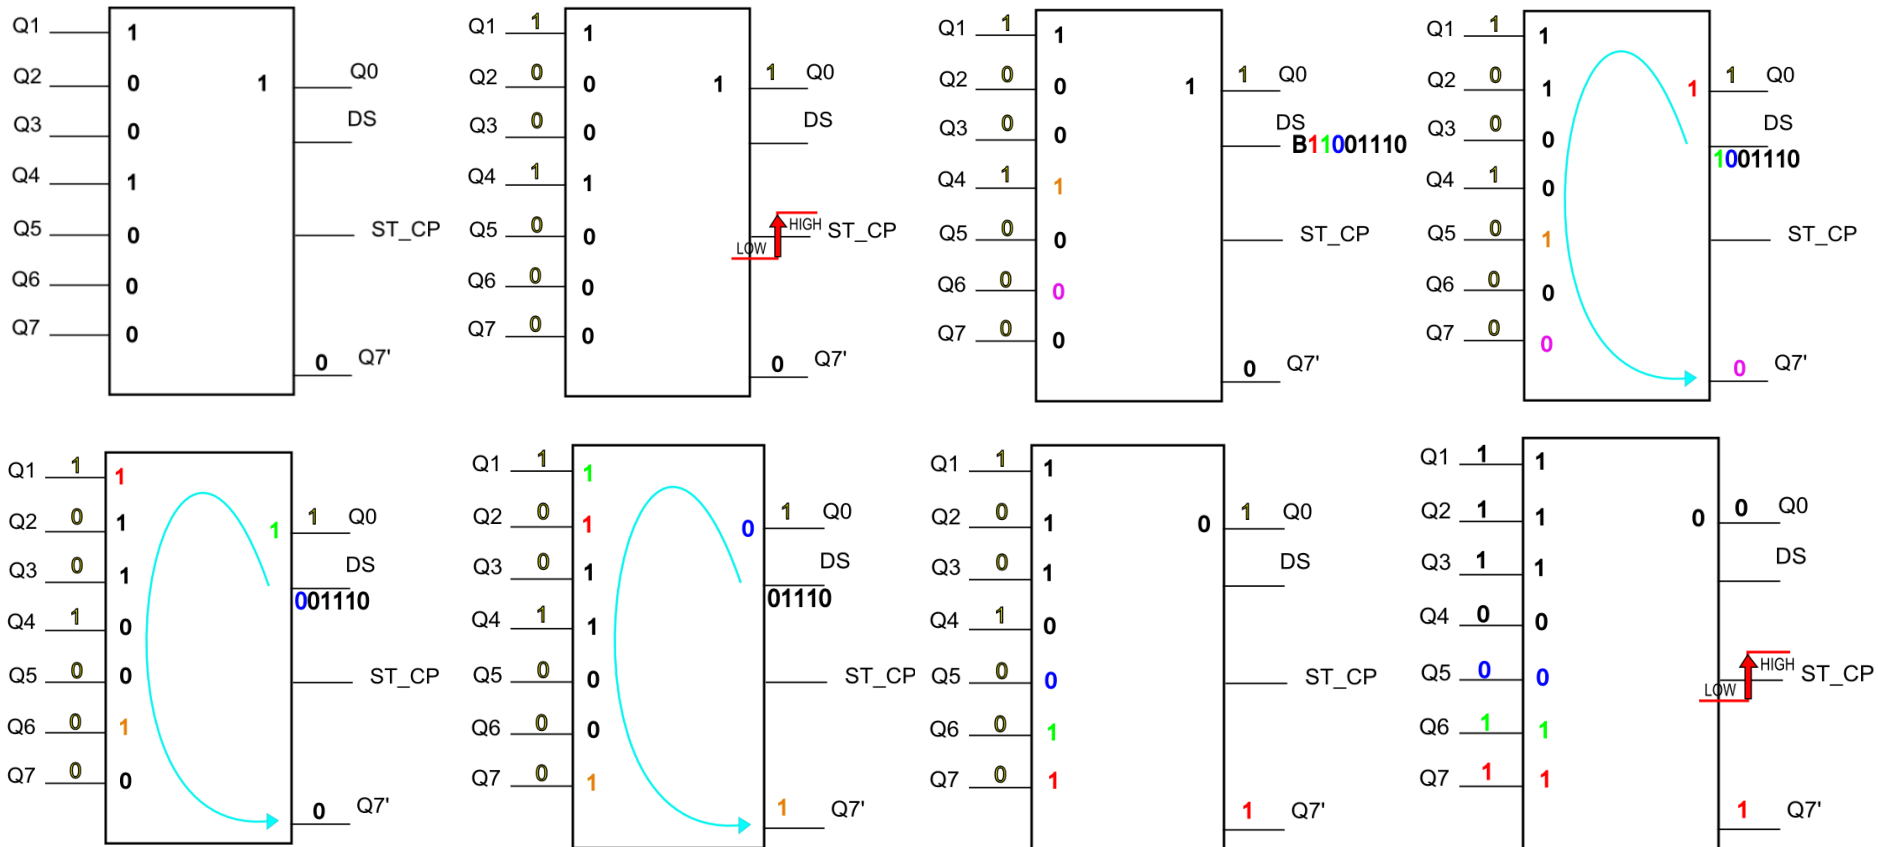 Q1 1
Q2 0 1 Q0
Q3 0 DS
Q4 1
Q5 0 ST_CP
Q6 0
Q7 0
0 Q7'
Q1 1 1
Q2 0 0 1 1 Q0
Q3 0 0 DS
Q4 1 1
Q5 0 0 LOW HIGH ST_CP
Q6 0 0
Q7 0 0
0 Q7'
Q1 1 1
Q2 0 0 1 1 Q0
Q3 0 0 DS
B11001110
Q4 1 1
Q5 0 0 ST_CP
Q6 0 0
Q7 0 0
0 Q7'
Q1 1 1
Q2 0 1 1 1 Q0
Q3 0 0 DS
1001110
Q4 1 0
Q5 0 1 ST_CP
Q6 0 0
Q7 0 0
0 Q7'
Q1 1 1
Q2 0 1 1 1 Q0
Q3 0 1 DS
001110
Q4 1 0
Q5 0 0 ST_CP
Q6 0 1
Q7 0 0
0 Q7'
Q1 1 1
Q2 0 1 0 1 Q0
Q3 0 1 DS
01110
Q4 1 1
Q5 0 0 ST_CP
Q6 0 0
Q7 0 1
1 Q7'
Q1 1 1
Q2 0 1 0 1 Q0
Q3 0 1 DS
Q4 1 0
Q5 0 0 ST_CP
Q6 0 1
Q7 0 1
1 Q7'
Q1 1 1
Q2 1 1 0 0 Q0
Q3 1 1 DS
Q4 0 0
Q5 0 0 LOW HIGH ST_CP
Q6 1 1
Q7 1 1
1 Q7'